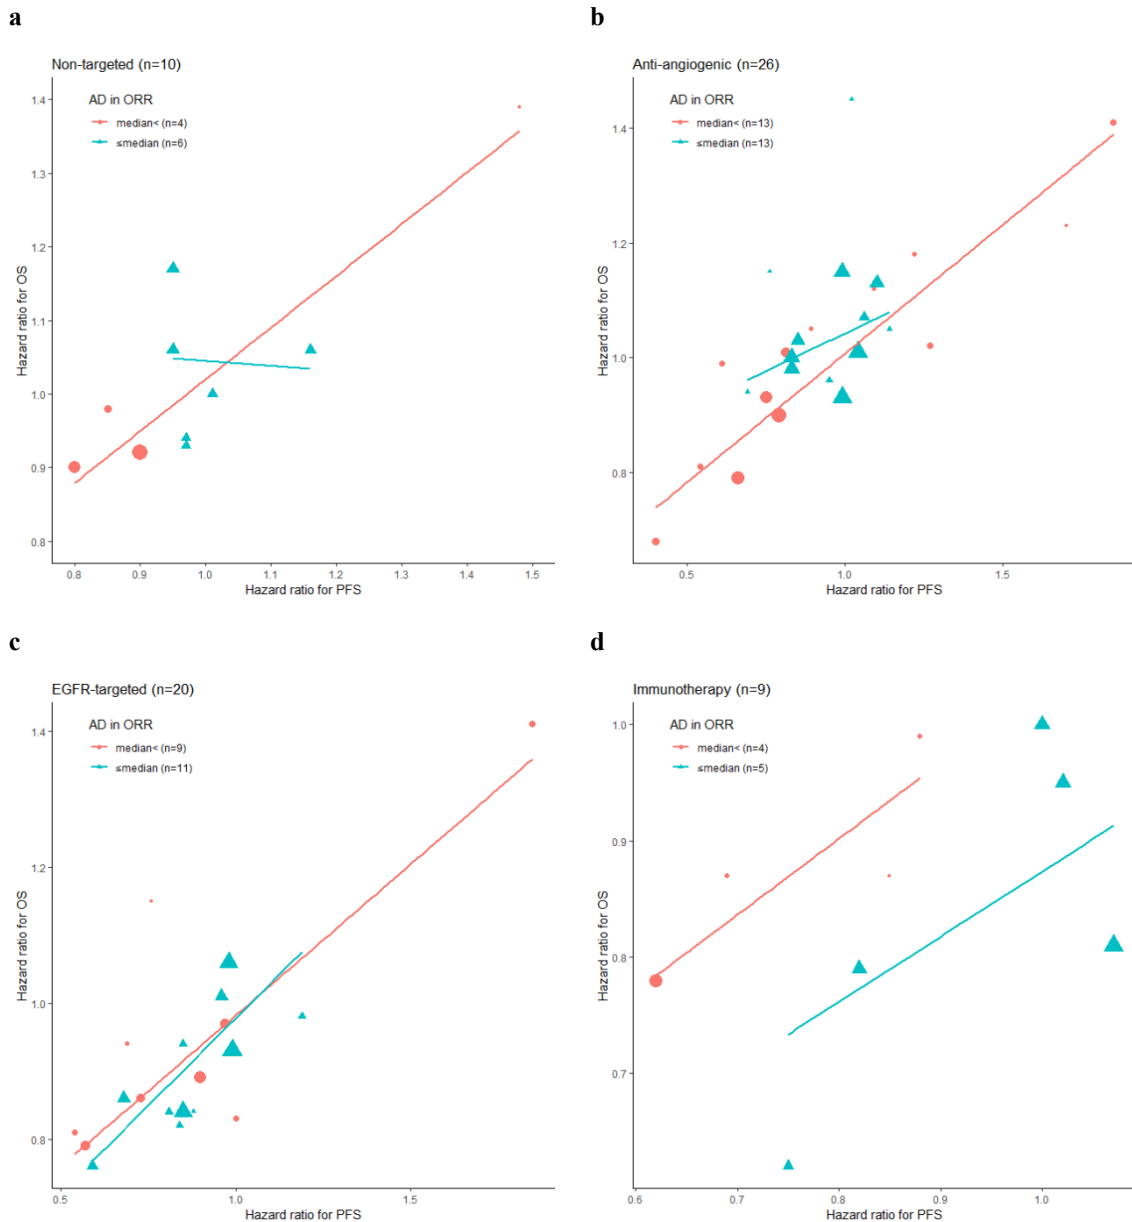 a
Non-targeted (n=10)
AD in ORR
median< (n=4)
≤median (n=6)
1.4
1.3
1.2
1.1
1.0
0.9
0.8
Hazard ratio for OS
0.8 0.9 1.0 1.1 1.2 1.3 1.4 1.5
Hazard ratio for PFS
b
Anti-angiogenic (n=26)
AD in ORR
median< (n=13)
≤median (n=13)
1.4
1.2
1.0
0.8
Hazard ratio for OS
0.5 1.0 1.5
Hazard ratio for PFS
c
EGFR-targeted (n=20)
AD in ORR
median< (n=9)
≤median (n=11)
1.4
1.2
1.0
0.8
Hazard ratio for OS
0.5 1.0 1.5
Hazard ratio for PFS
d
Immunotherapy (n=9)
AD in ORR
median< (n=4)
≤median (n=5)
1.0
0.9
0.8
0.7
Hazard ratio for OS
0.6 0.7 0.8 0.9 1.0
Hazard ratio for PFS